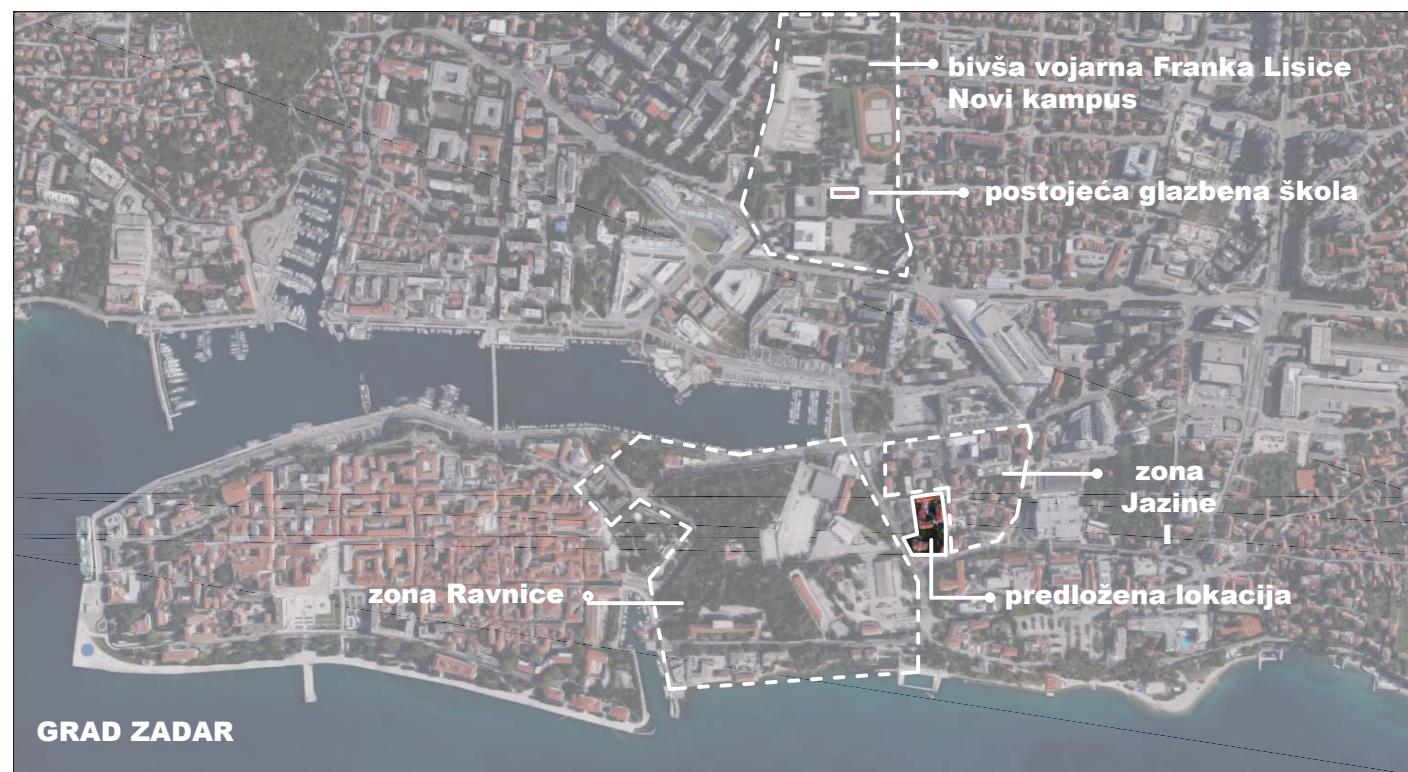 bivša vojarna Franka Lisice
Novi kampus
postojeća glazbena škola
zona
Jazine
I
zona Ravnice
predložena lokacija
GRAD ZADAR